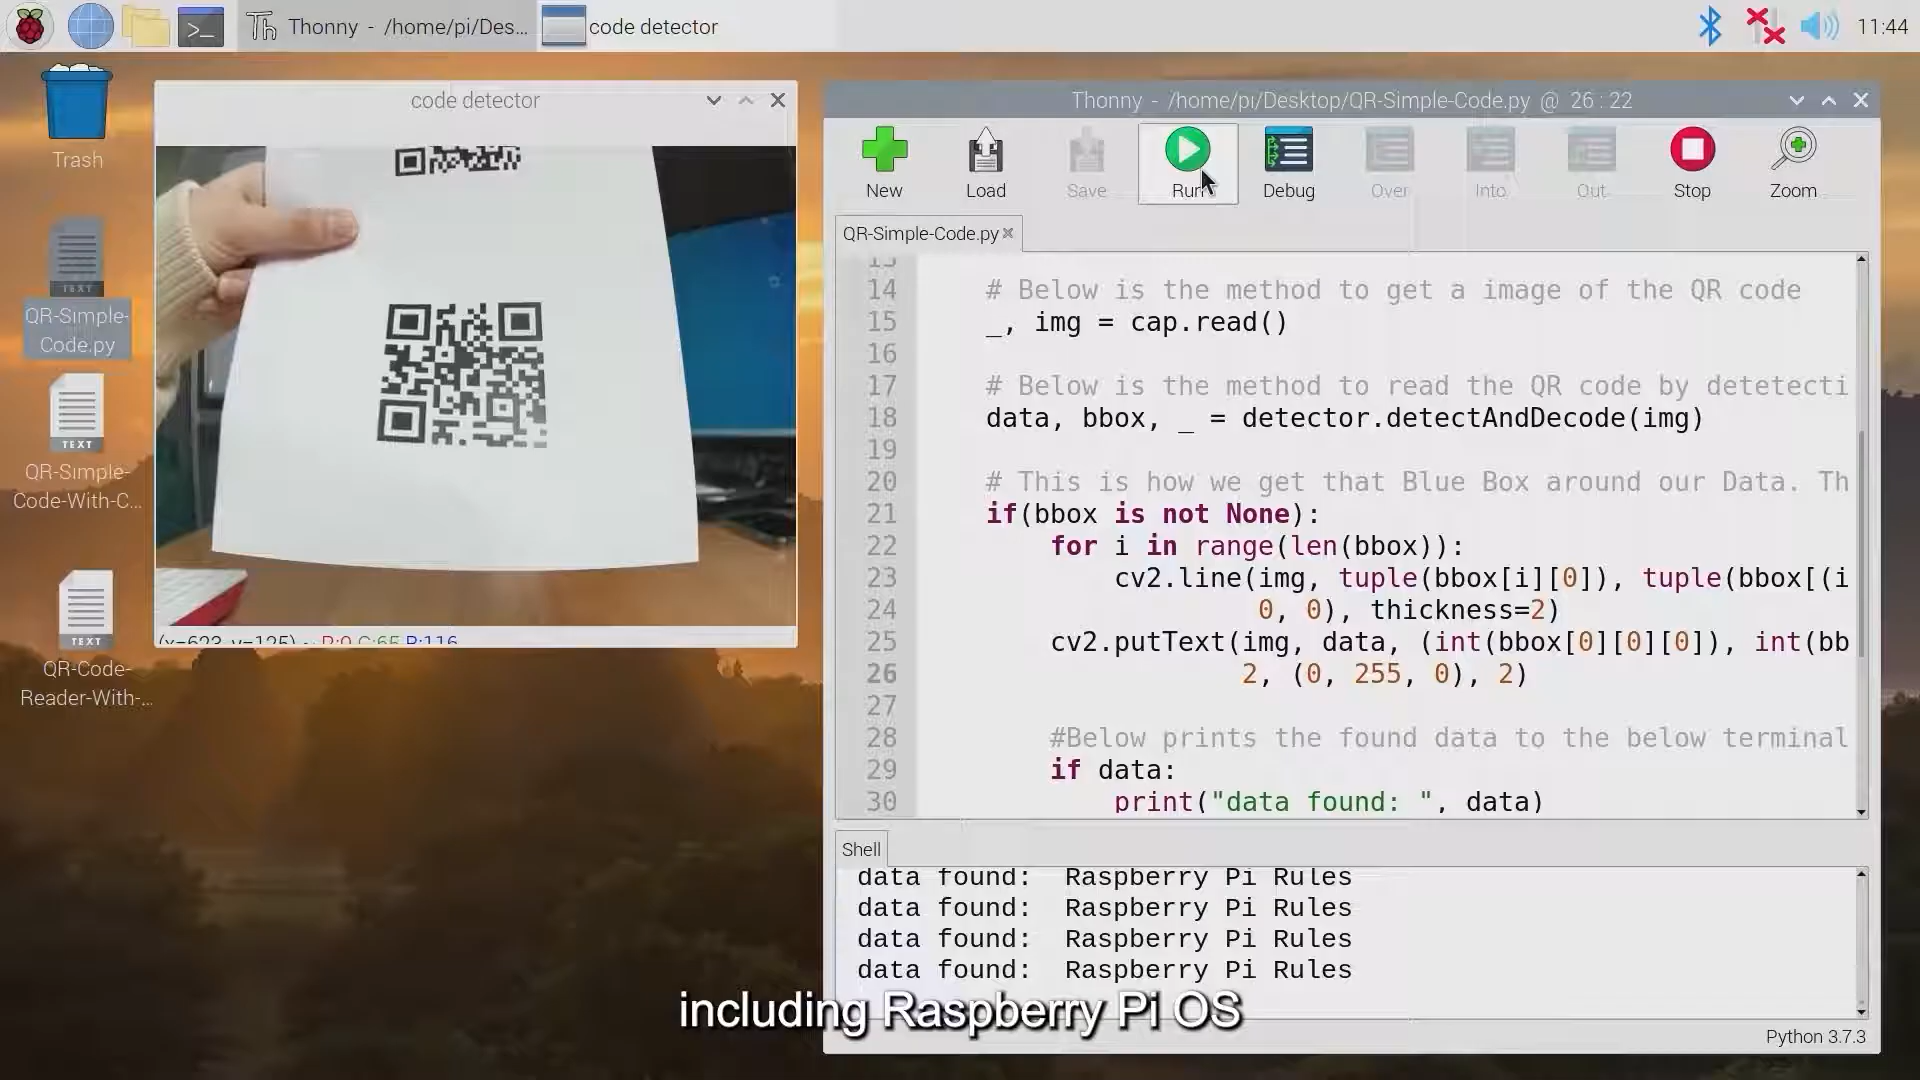 Thonny - /home/pi/Des...
code detector
11:44
Trash
QR-Simple-
Code.py
TEXT
QR-Simple-
Code-With-C...
TEXT
QR-Code-
Reader-With-...
code detector
Thonny - /home/pi/Desktop/QR-Simple-Code.py @ 26 : 22
New
Load
Save
Run
Debug
Over
Into
Out
Stop
Zoom
QR-Simple-Code.py
14 # Below is the method to get a image of the QR code
15 _, img = cap.read()
16
17 # Below is the method to read the QR code by detetecti
18 data, bbox, _ = detector.detectAndDecode(img)
19
20 # This is how we get that Blue Box around our Data. Th
21 if(bbox is not None):
22 for i in range(len(bbox)):
23 cv2.line(img, tuple(bbox[i][0]), tuple(bbox[(i
24 0, 0), thickness=2)
25 cv2.putText(img, data, (int(bbox[0][0][0]), int(bb
26 2, (0, 255, 0), 2)
27
28 #Below prints the found data to the below terminal
29 if data:
30 print("data found: ", data)
Shell
data found:  Raspberry Pi Rules
data found:  Raspberry Pi Rules
data found:  Raspberry Pi Rules
data found:  Raspberry Pi Rules
including Raspberry Pi OS
Python 3.7.3